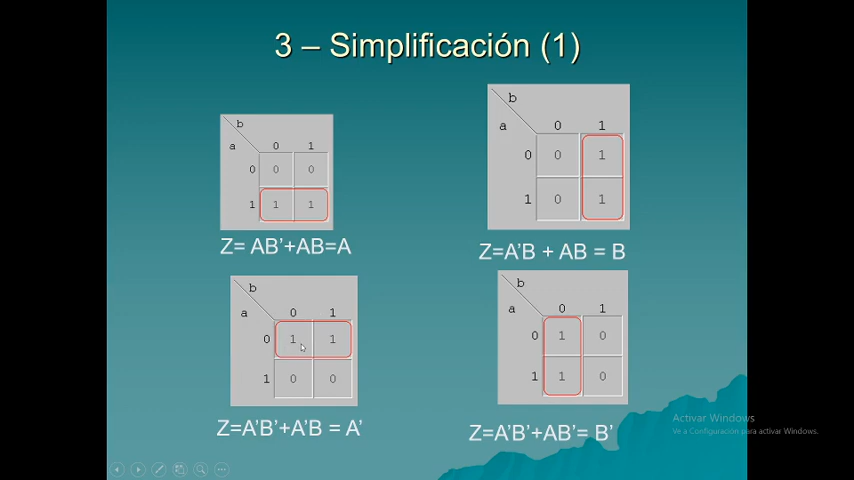 3 – Simplificación (1)
b
a 0 1
0 0 0
1 1 1
Z= AB’+AB=A
b
a 0 1
0 0 1
1 0 1
Z=A’B + AB = B
b
a 0 1
0 1 1
1 0 0
Z=A’B’+A’B = A’
b
a 0 1
0 1 0
1 1 0
Z=A’B’+AB’= B’
Activar Windows
Ve a Configuración para activar Windows.